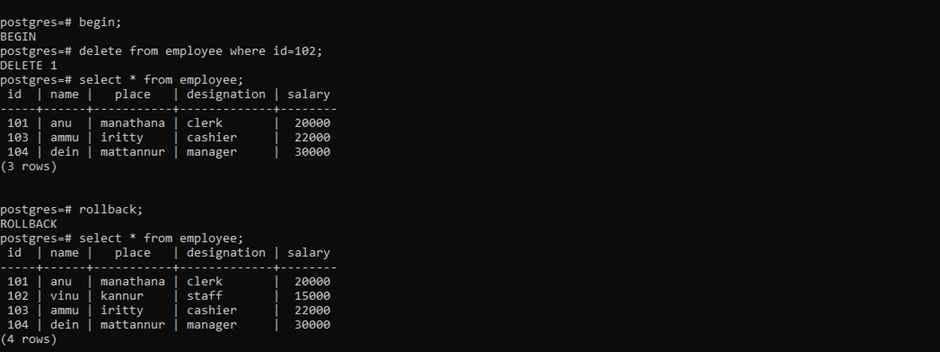 postgres=# begin;
BEGIN
postgres=# delete from employee where id=102;
DELETE 1
postgres=# select * from employee;
 id  | name |   place   | designation | salary
-----+------+-----------+-------------+--------
 101 | anu  | manathana | clerk       |  20000
 103 | ammu | iritty    | cashier     |  22000
 104 | dein | mattannur | manager     |  30000
(3 rows)
postgres=# rollback;
ROLLBACK
postgres=# select * from employee;
 id  | name |   place   | designation | salary
-----+------+-----------+-------------+--------
 101 | anu  | manathana | clerk       |  20000
 102 | vinu | kannur    | staff       |  15000
 103 | ammu | iritty    | cashier     |  22000
 104 | dein | mattannur | manager     |  30000
(4 rows)